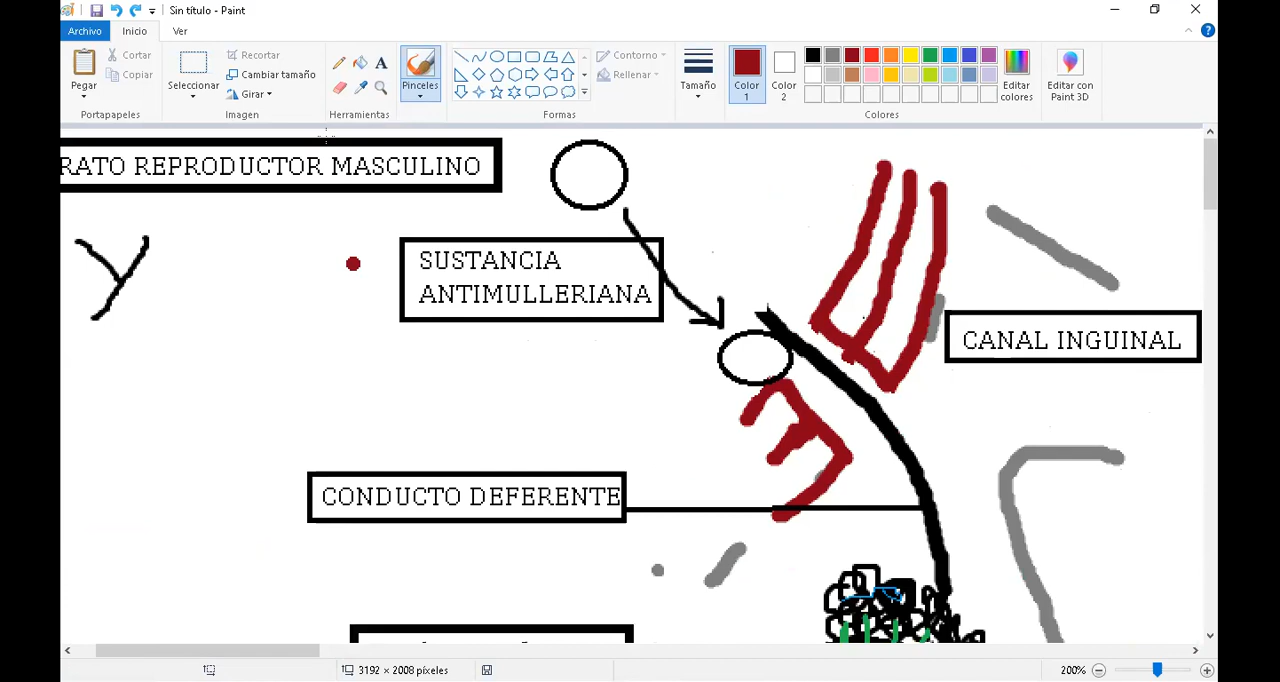 Sin título - Paint
Archivo
Inicio
Ver
Pegar
Cortar
Copiar
Portapapeles
Seleccionar
Recortar
Cambiar tamaño
Girar
Imagen
A
Herramientas
Pinceles
Contorno
Rellenar
Formas
Tamaño
Color
1
Color
2
Editar
colores
Editar con
Paint 3D
Colores
RATO REPRODUCTOR MASCULINO
Y
SUSTANCIA
ANTIMULLERIANA
CANAL INGUINAL
CONDUCTO DEFERENTE
3192 × 2008 píxeles
200%